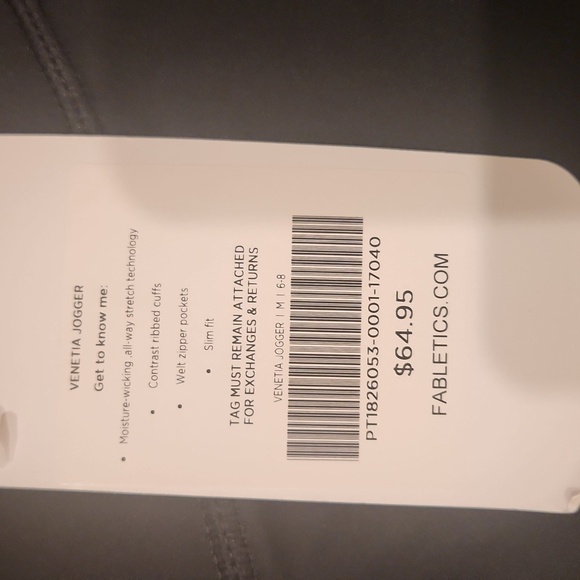 VENETIA JOGGER
Get to know me:
• Moisture-wicking all-way stretch technology
• Contrast ribbed cuffs
• Welt zipper pockets
• Slim fit
TAG MUST REMAIN ATTACHED
FOR EXCHANGES & RETURNS
VENETIA JOGGER | M | 6-8
PT1826053-0001-17040
$64.95
FABLETICS.COM